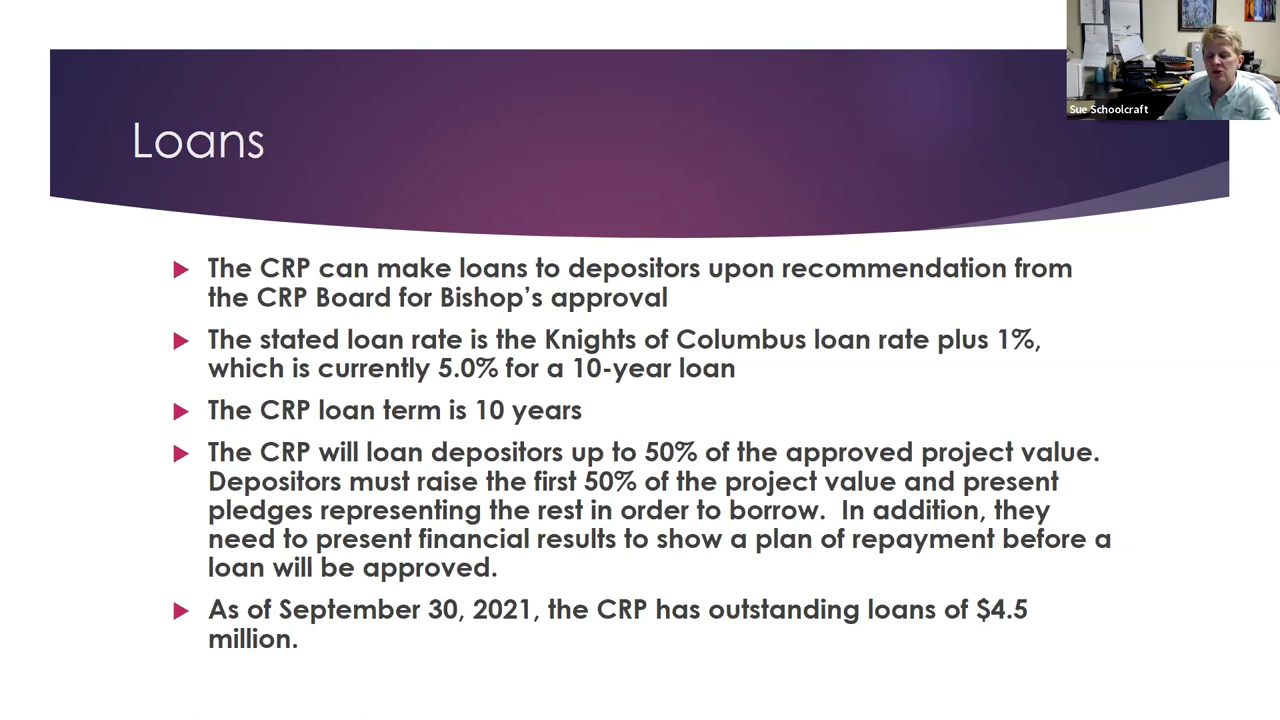 Sue Schoolcraft
Loans
The CRP can make loans to depositors upon recommendation from
the CRP Board for Bishop’s approval
The stated loan rate is the Knights of Columbus loan rate plus 1%,
which is currently 5.0% for a 10-year loan
The CRP loan term is 10 years
The CRP will loan depositors up to 50% of the approved project value.
Depositors must raise the first 50% of the project value and present
pledges representing the rest in order to borrow.  In addition, they
need to present financial results to show a plan of repayment before a
loan will be approved.
As of September 30, 2021, the CRP has outstanding loans of $4.5
million.